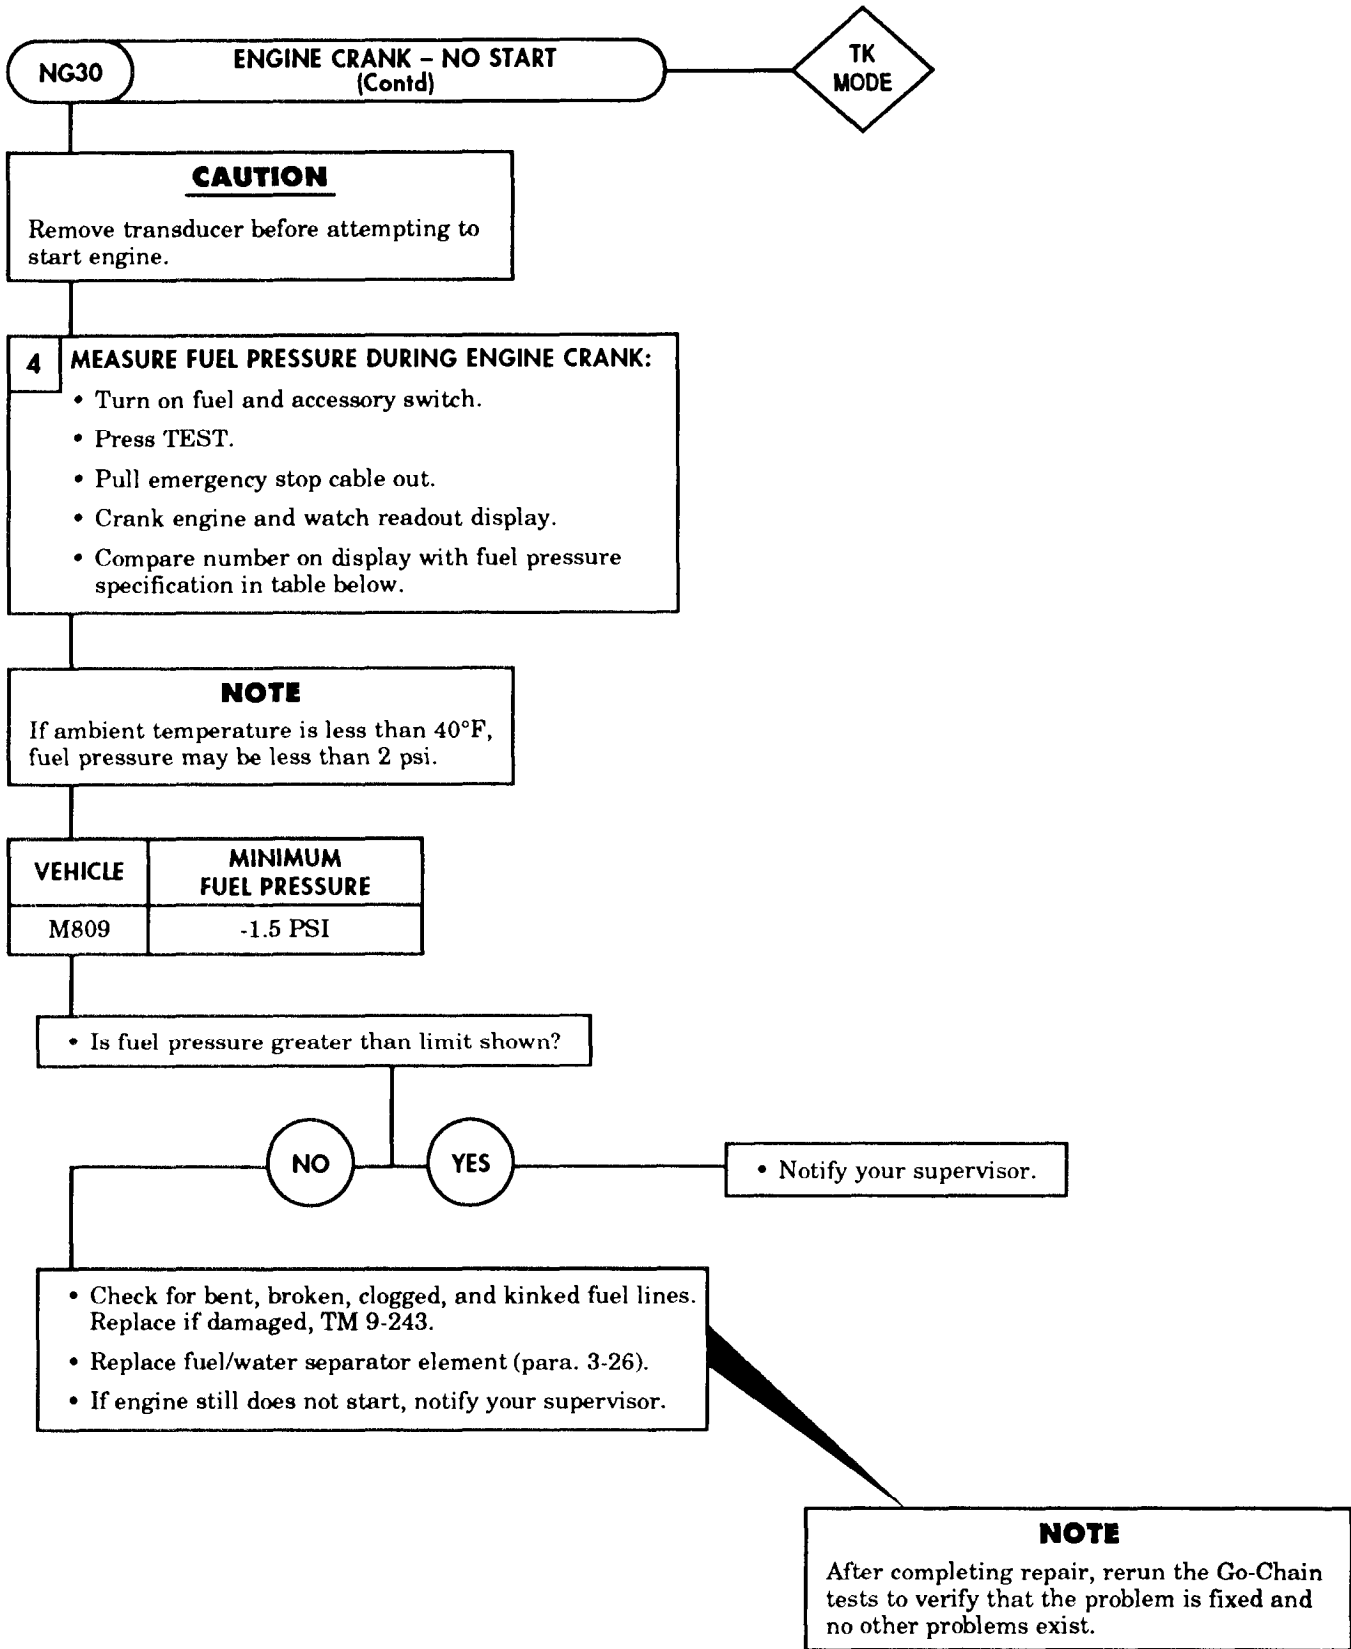 NG30
ENGINE CRANK – NO START
(Contd)
TK
MODE
CAUTION
Remove transducer before attempting to
start engine.
4
MEASURE FUEL PRESSURE DURING ENGINE CRANK:
• Turn on fuel and accessory switch.
• Press TEST.
• Pull emergency stop cable out.
• Crank engine and watch readout display.
• Compare number on display with fuel pressure
specification in table below.
NOTE
If ambient temperature is less than 40°F,
fuel pressure may be less than 2 psi.
VEHICLE
MINIMUM
FUEL PRESSURE
M809
-1.5 PSI
• Is fuel pressure greater than limit shown?
NO
YES
• Notify your supervisor.
• Check for bent, broken, clogged, and kinked fuel lines.
Replace if damaged, TM 9-243.
• Replace fuel/water separator element (para. 3-26).
• If engine still does not start, notify your supervisor.
NOTE
After completing repair, rerun the Go-Chain
tests to verify that the problem is fixed and
no other problems exist.